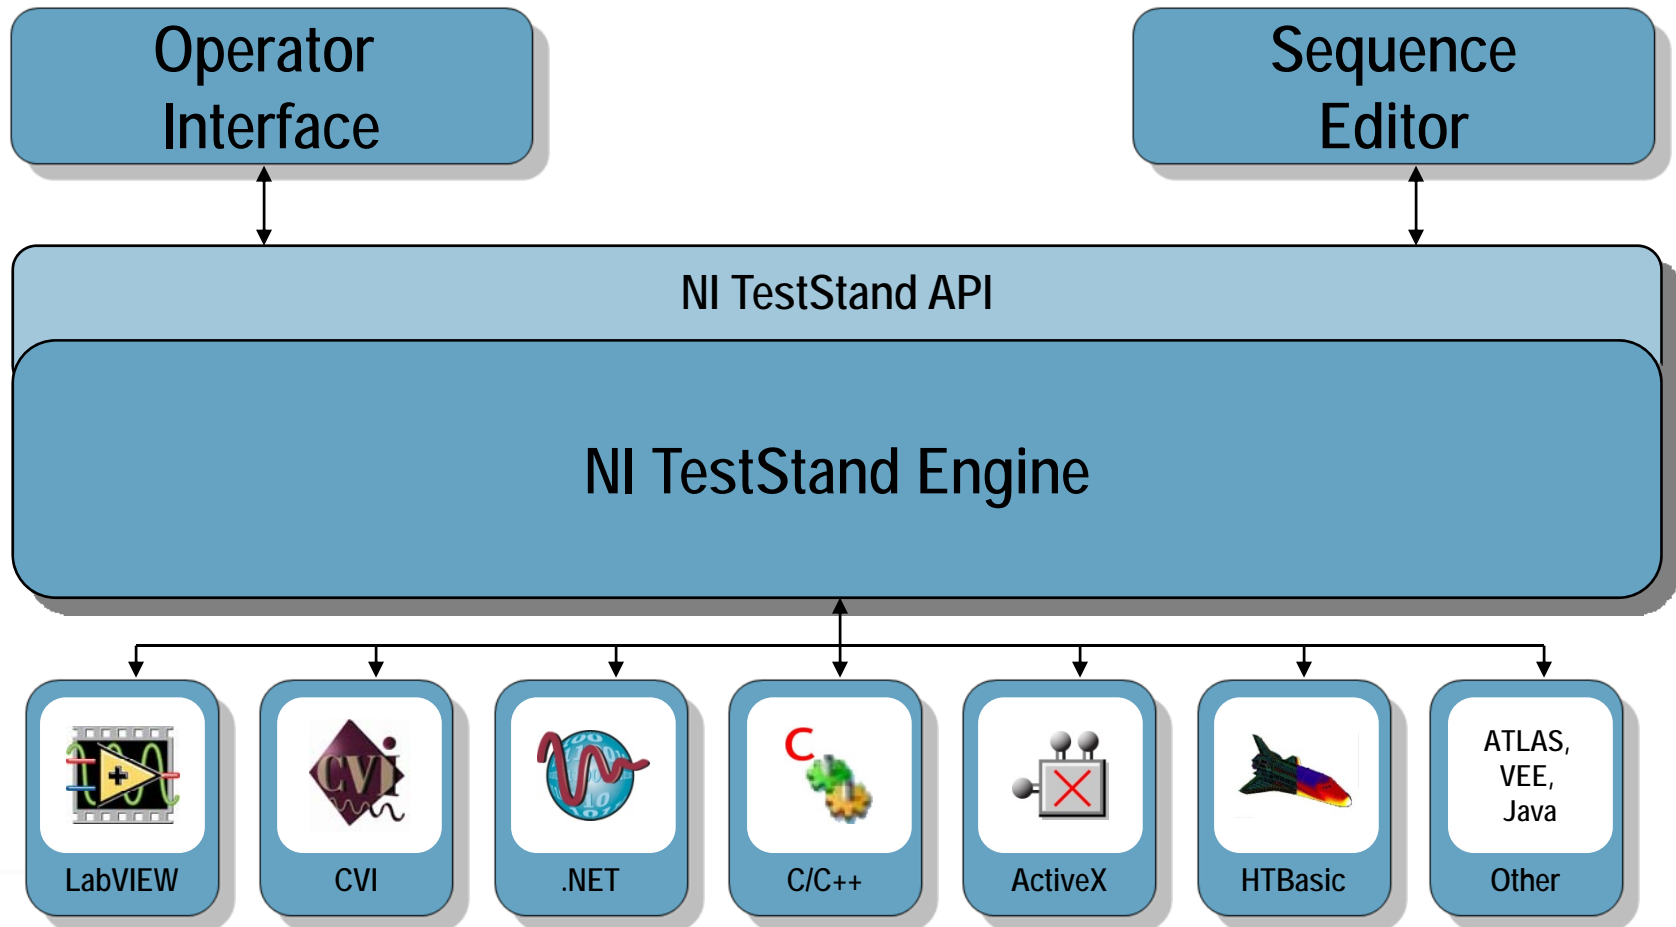 Operator
Interface
Sequence
Editor
NI TestStand API
NI TestStand Engine
CVI
C
ATLAS,
VEE,
Java
LabVIEW
CVI
.NET
C/C++
ActiveX
HTBasic
Other